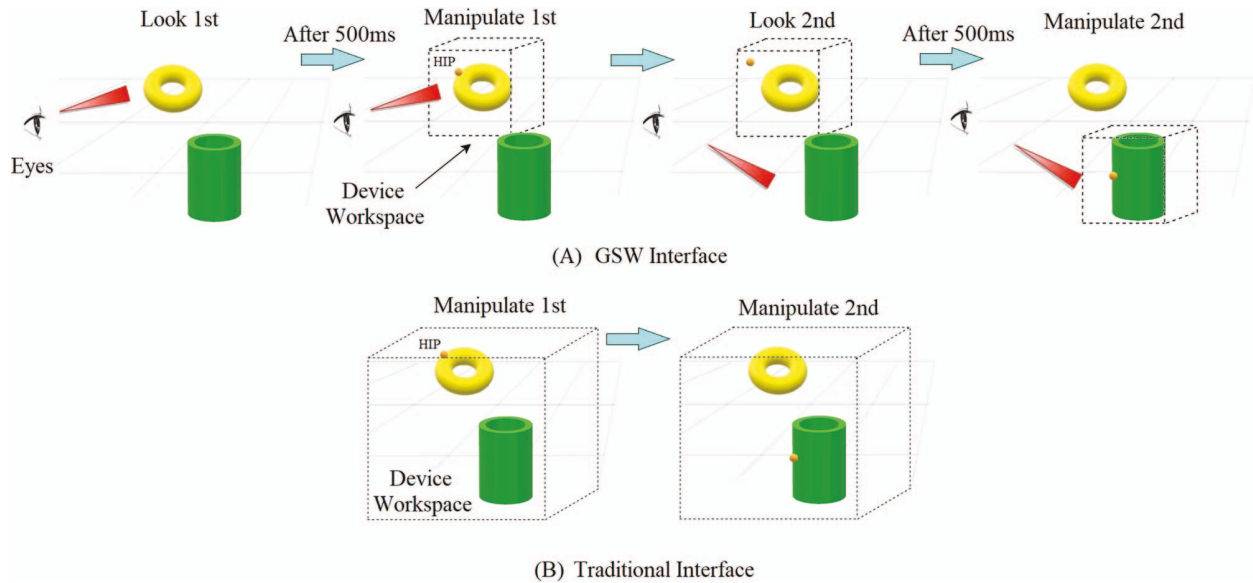 Look 1st
After 500ms
Manipulate 1st
Look 2nd
After 500ms
Manipulate 2nd
HIP
Eyes
Device
Workspace
(A) GSW Interface
Manipulate 1st
Manipulate 2nd
HIP
Device
Workspace
(B) Traditional Interface